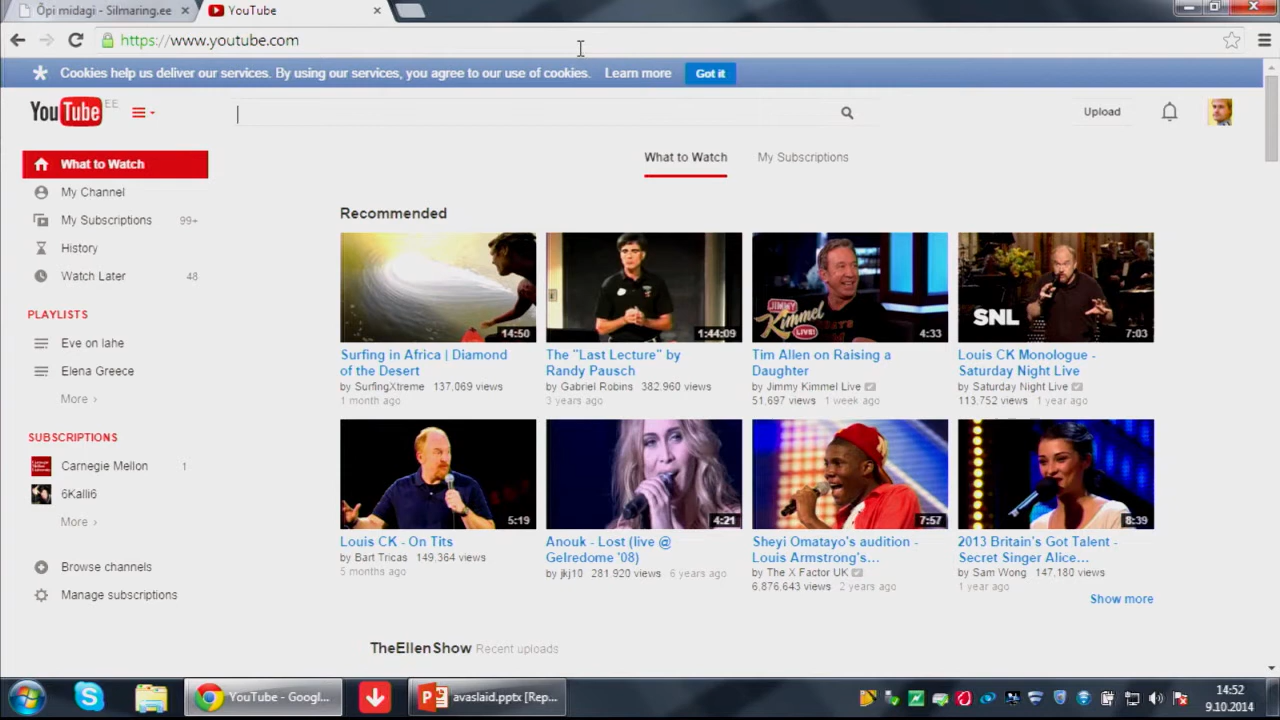 Õpi midagi - Silmaring.ee
YouTube
https://www.youtube.com
Cookies help us deliver our services. By using our services, you agree to our use of cookies. Learn more Got it
YouTube EE
Upload
What to Watch
My Channel
My Subscriptions 99+
History
Watch Later 48
PLAYLISTS
Eve on lahe
Elena Greece
More ›
SUBSCRIPTIONS
Carnegie Mellon 1
6Kalli6
More ›
Browse channels
Manage subscriptions
What to Watch My Subscriptions
Recommended
14:50
Surfing in Africa | Diamond
of the Desert
by SurfingXtreme 137,069 views
1 month ago
1:44:09
The "Last Lecture" by
Randy Pausch
by Gabriel Robins 382,960 views
3 years ago
JIMMY
KIMMEL
LIVE!
4:33
Tim Allen on Raising a
Daughter
by Jimmy Kimmel Live
51,697 views 1 week ago
SNL
7:03
Louis CK Monologue -
Saturday Night Live
by Saturday Night Live
113,752 views 1 year ago
5:19
Louis CK - On Tits
by Bart Tricas 149,364 views
5 months ago
4:21
Anouk - Lost (live @
Gelredome '08)
by jkj10 281,920 views 6 years ago
7:57
Sheyi Omatayo's audition -
Louis Armstrong's...
by The X Factor UK
6,876,643 views 2 years ago
8:39
2013 Britain's Got Talent -
Secret Singer Alice...
by Sam Wong 147,180 views
1 year ago
Show more
TheEllenShow Recent uploads
YouTube - Googl...
avaslaid.pptx [Rep...
14:52
9.10.2014